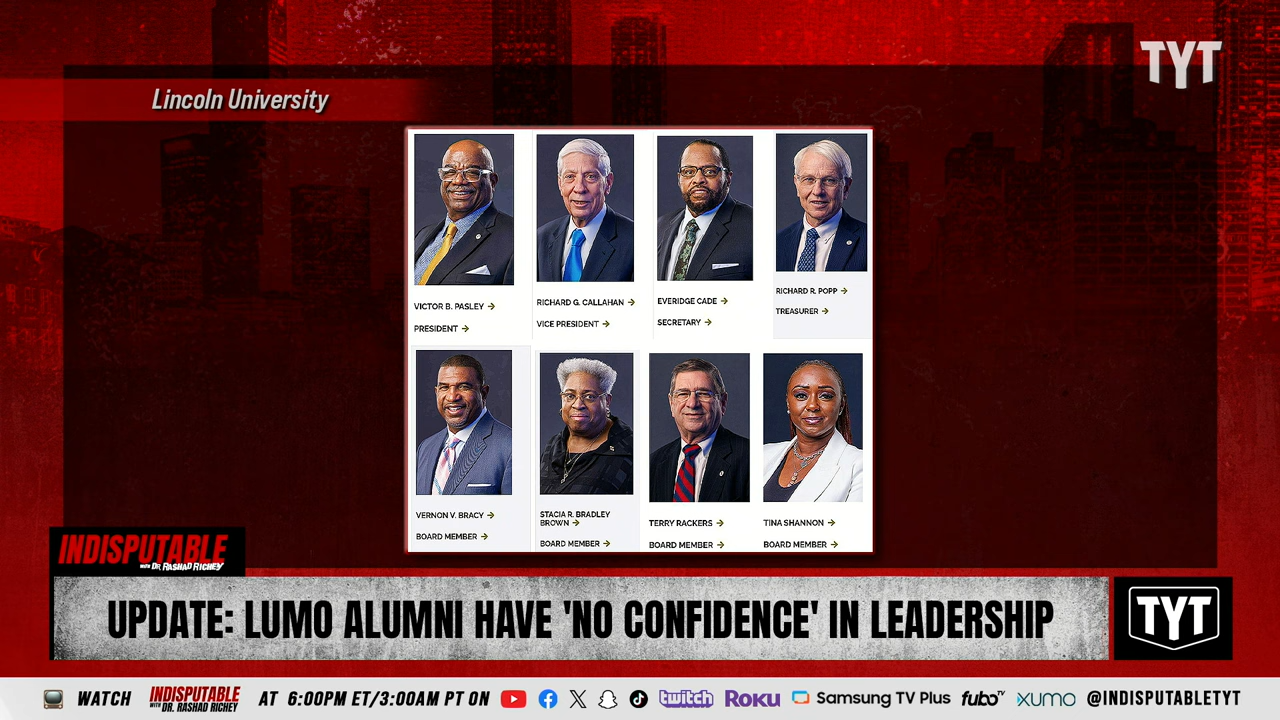 TYT
Lincoln University
VICTOR B. PASLEY →
PRESIDENT →
RICHARD G. CALLAHAN →
VICE PRESIDENT →
EVERIDGE CADE →
SECRETARY →
RICHARD R. POPP →
TREASURER →
VERNON V. BRACY →
BOARD MEMBER →
STACIA R. BRADLEY
BROWN →
BOARD MEMBER →
TERRY RACKERS →
BOARD MEMBER →
TINA SHANNON →
BOARD MEMBER →
INDISPUTABLE
WITH DR. RASHAD RICHEY
UPDATE: LUMO ALUMNI HAVE 'NO CONFIDENCE' IN LEADERSHIP
TYT
WATCH INDISPUTABLE WITH DR. RASHAD RICHEY AT 6:00PM ET/3:00AM PT ON twitch Roku SAMSUNG TV Plus fubo TV xumo @INDISPUTABLETYT